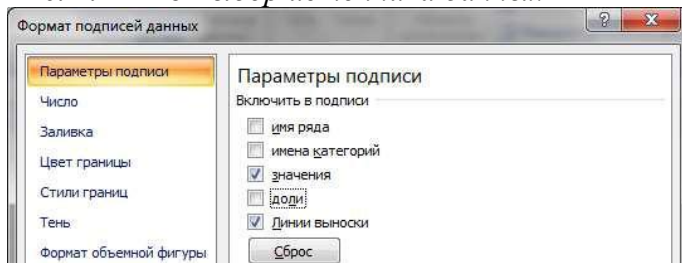 Формат подписей данных
Параметры подписи
Число
Заливка
Цвет границы
Стили границ
Тень
Формат объемной фигуры
Параметры подписи
Включить в подписи
имя ряда
имена категорий
значения
доли
Линии выноски
Сброс